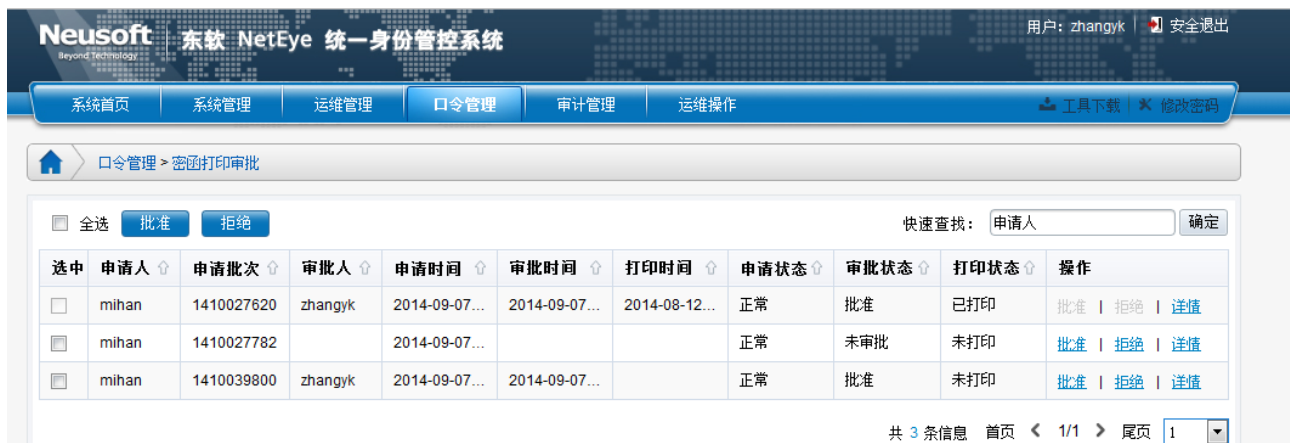 Neusoft 东软 NetEye 统一身份管控系统
Beyond Technology
用户: zhangyk | 安全退出
系统首页 系统管理 运维管理 口令管理 审计管理 运维操作 工具下载 | 修改密码
口令管理 > 密函打印审批
全选 批准 拒绝 快速查找: 申请人 确定
选中 申请人 申请批次 审批人 申请时间 审批时间 打印时间 申请状态 审批状态 打印状态 操作
mihan 1410027620 zhangyk 2014-09-07... 2014-09-07... 2014-08-12... 正常 批准 已打印 批准 | 拒绝 | 详情
mihan 1410027782 2014-09-07... 正常 未审批 未打印 批准 | 拒绝 | 详情
mihan 1410039800 zhangyk 2014-09-07... 2014-09-07... 正常 批准 未打印 批准 | 拒绝 | 详情
共 3 条信息 首页 1/1 尾页 1